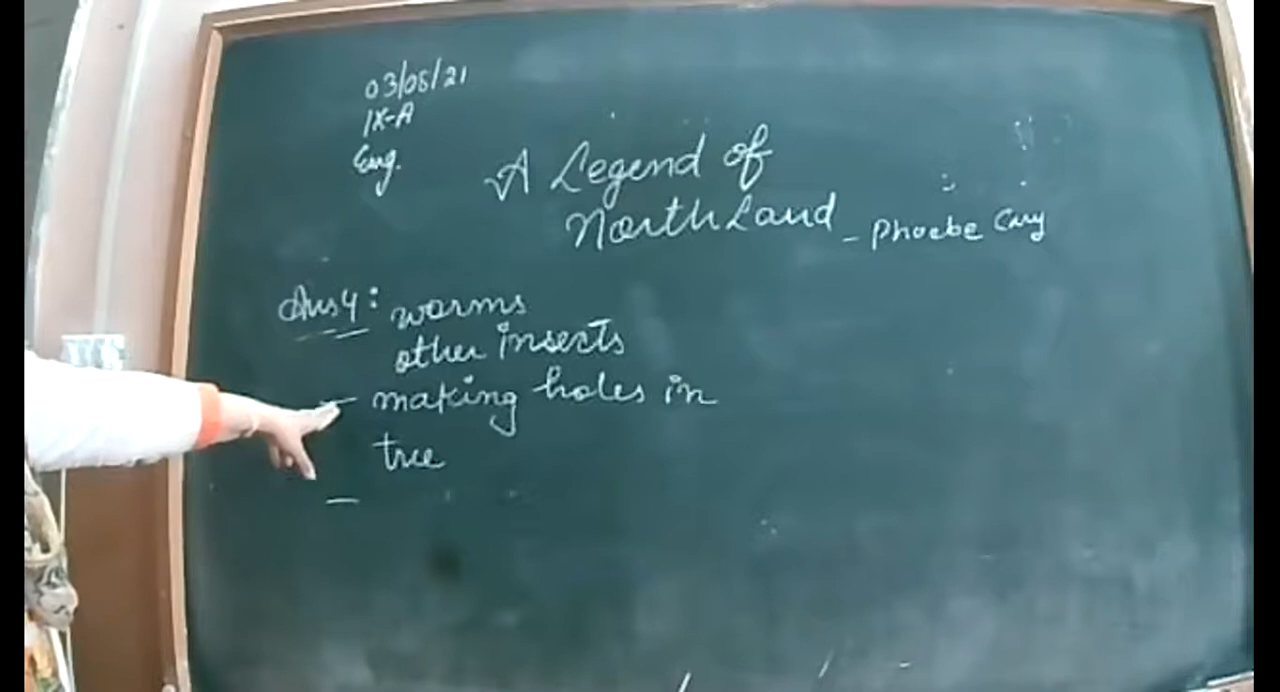 03/08/21
IX-A
Eng.
A Legend of
North Land - Phoebe Cary
Ans 4: worms
other insects
- making holes in
tree
-